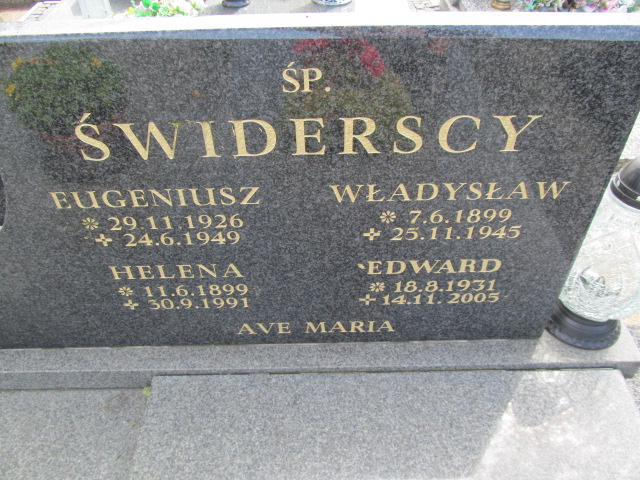 ŚP.
ŚWIDERSCY
EUGENIUSZ
29.11.1926
24.6.1949
WŁADYSŁAW
7.6.1899
25.11.1945
HELENA
11.6.1899
30.9.1991
EDWARD
18.8.1931
14.11.2005
AVE MARIA